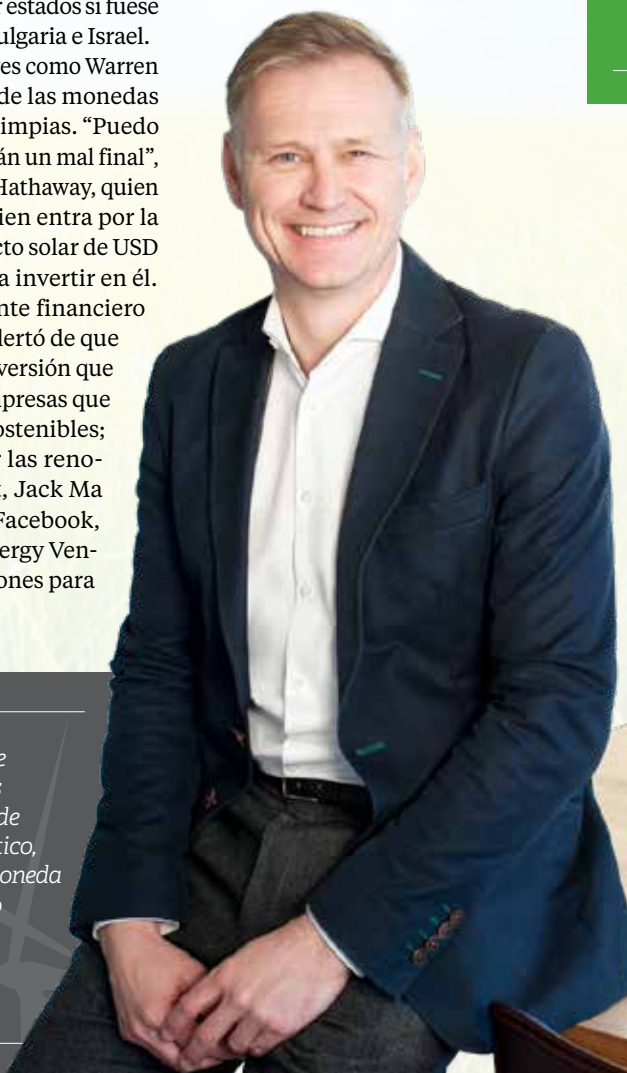 r estados si fuese
ulgaria e Israel.
es como Warren
de las monedas
impias. “Puedo
án un mal final”,
Hathaway, quien
ien entra por la
cto solar de USD
a invertir en él.
nte financiero
lertó de que
versión que
mpresas que
ostenibles;
r las reno-
, Jack Ma
Facebook,
ergy Ven-
ones para
e
de
tico,
oneda